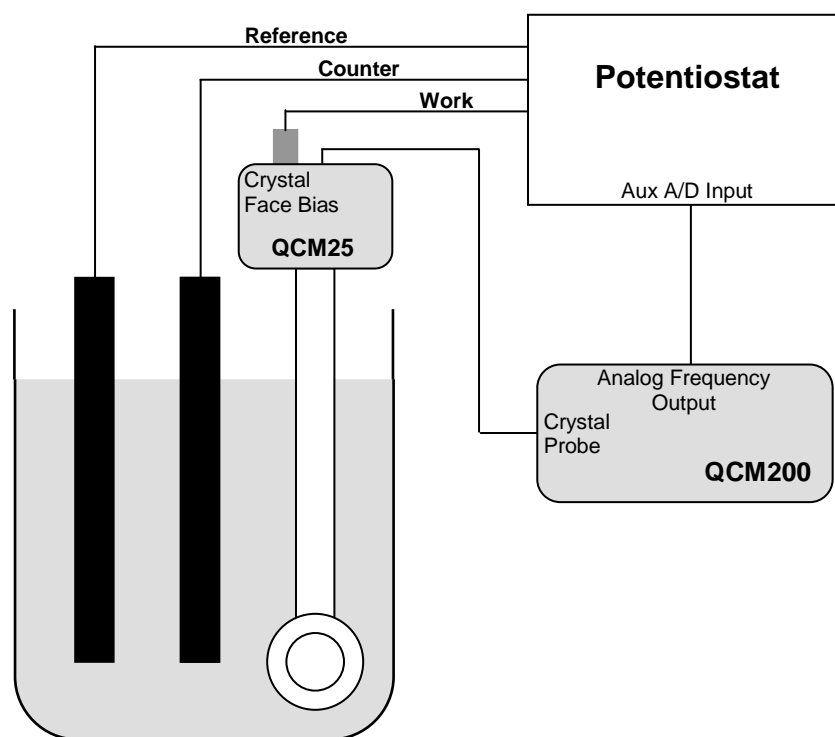 Reference
Counter
Work
Potentiostat
Aux A/D Input
Crystal
Face Bias
QCM25
Analog Frequency
Output
Crystal
Probe
QCM200